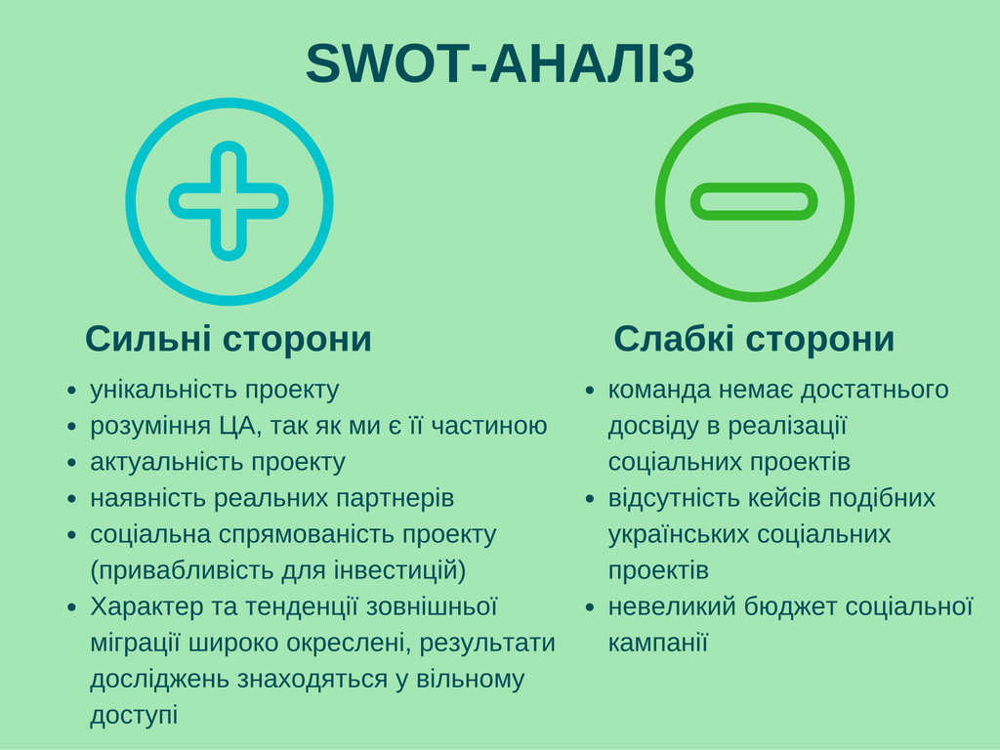 SWOT-АНАЛІЗ
Сильні сторони
• унікальність проекту
• розуміння ЦА, так як ми є її частиною
• актуальність проекту
• наявність реальних партнерів
• соціальна спрямованість проекту
(привабливість для інвестицій)
• Характер та тенденції зовнішньої
міграції широко окреслені, результати
досліджень знаходяться у вільному
доступі
Слабкі сторони
• команда немає достатнього
досвіду в реалізації
соціальних проектів
• відсутність кейсів подібних
українських соціальних
проектів
• невеликий бюджет соціальної
кампанії